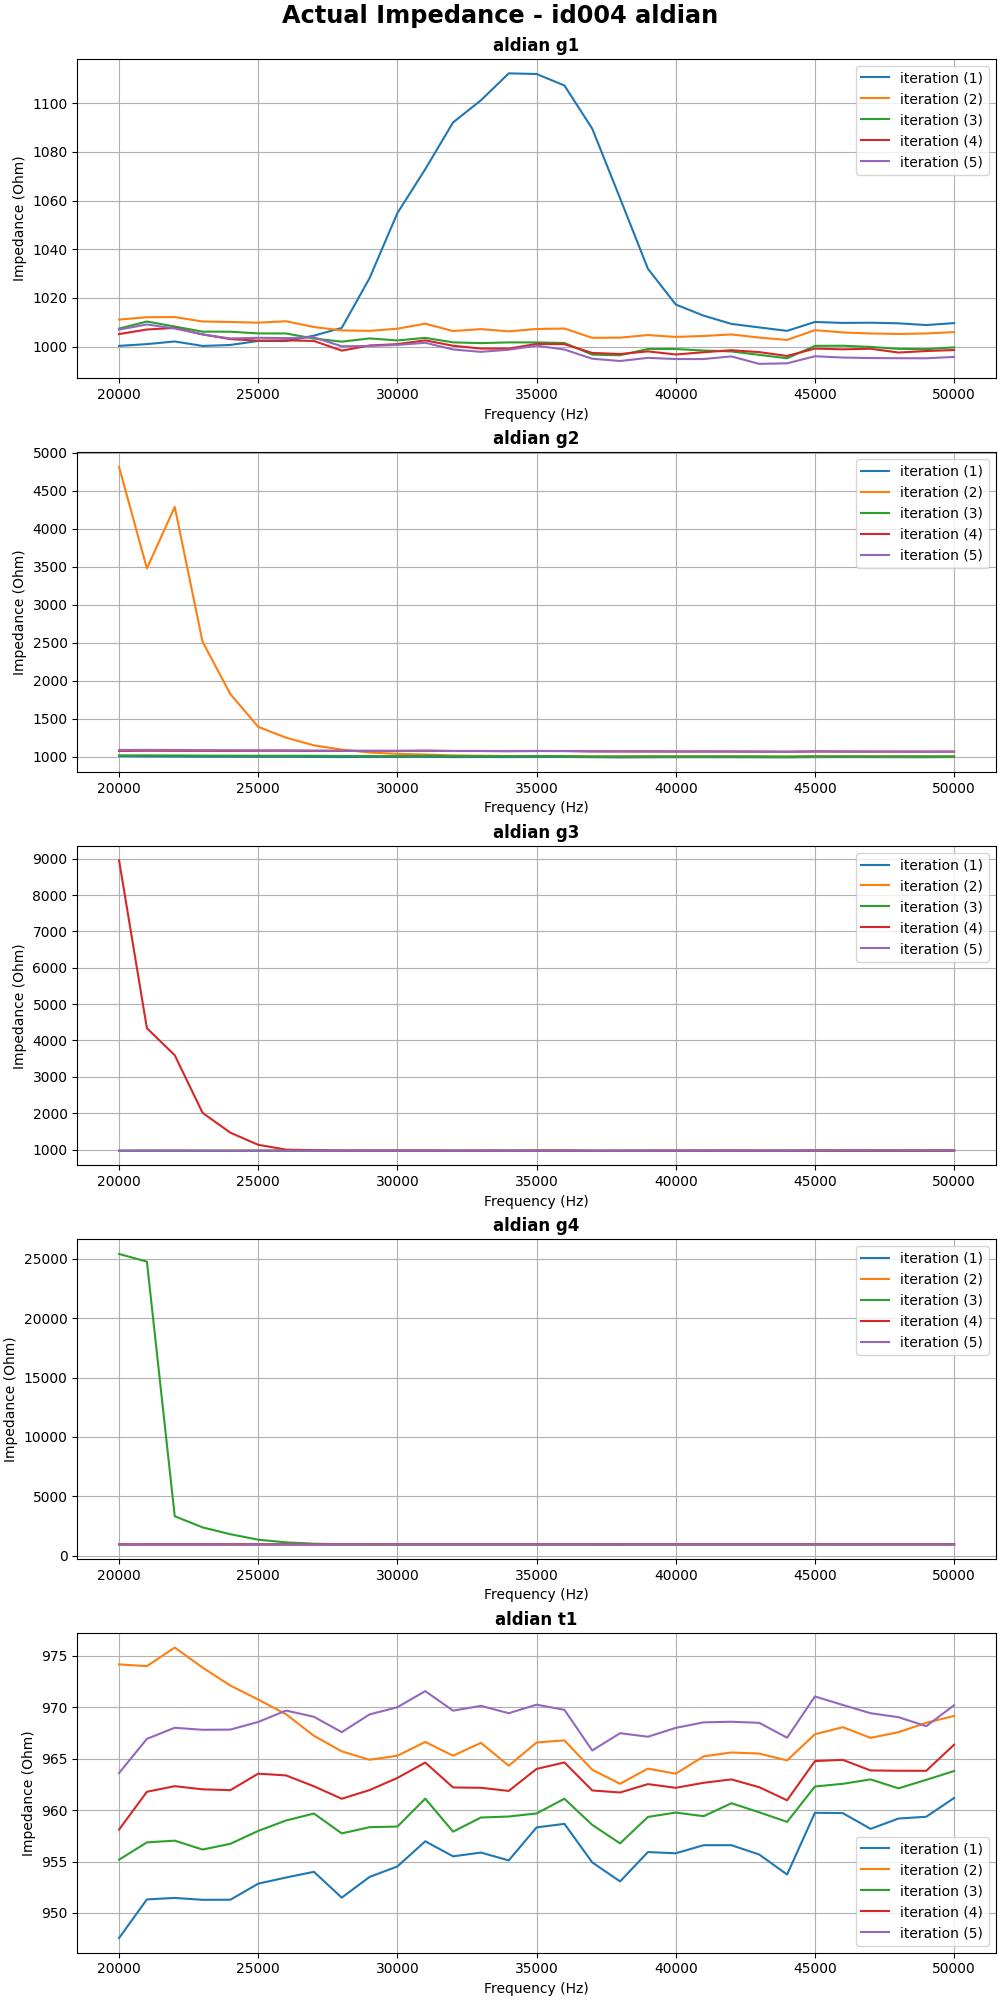 Actual Impedance - id004 aldian
aldian g1
Impedance (Ohm)
1100
1080
1060
1040
1020
1000
iteration (1)
iteration (2)
iteration (3)
iteration (4)
iteration (5)
20000 25000 30000 35000 40000 45000 50000
Frequency (Hz)
aldian g2
Impedance (Ohm)
5000
4500
4000
3500
3000
2500
2000
1500
1000
iteration (1)
iteration (2)
iteration (3)
iteration (4)
iteration (5)
20000 25000 30000 35000 40000 45000 50000
Frequency (Hz)
aldian g3
Impedance (Ohm)
9000
8000
7000
6000
5000
4000
3000
2000
1000
iteration (1)
iteration (2)
iteration (3)
iteration (4)
iteration (5)
20000 25000 30000 35000 40000 45000 50000
Frequency (Hz)
aldian g4
Impedance (Ohm)
25000
20000
15000
10000
5000
0
iteration (1)
iteration (2)
iteration (3)
iteration (4)
iteration (5)
20000 25000 30000 35000 40000 45000 50000
Frequency (Hz)
aldian t1
Impedance (Ohm)
975
970
965
960
955
950
iteration (1)
iteration (2)
iteration (3)
iteration (4)
iteration (5)
20000 25000 30000 35000 40000 45000 50000
Frequency (Hz)